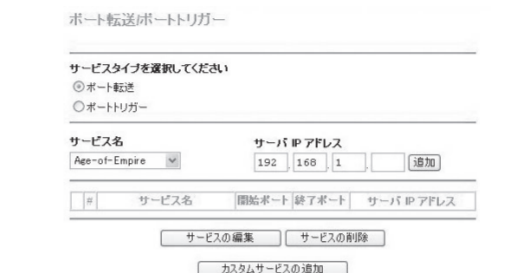 ポート転送/ポートトリガー
サービスタイプを選択してください
ポート転送
ポートトリガー
サービス名 サーバ IP アドレス
Age-of-Empire 192 . 168 . 1 . 追加
# サービス名 開始ポート 終了ポート サーバ IP アドレス
サービスの編集 サービスの削除
カスタムサービスの追加